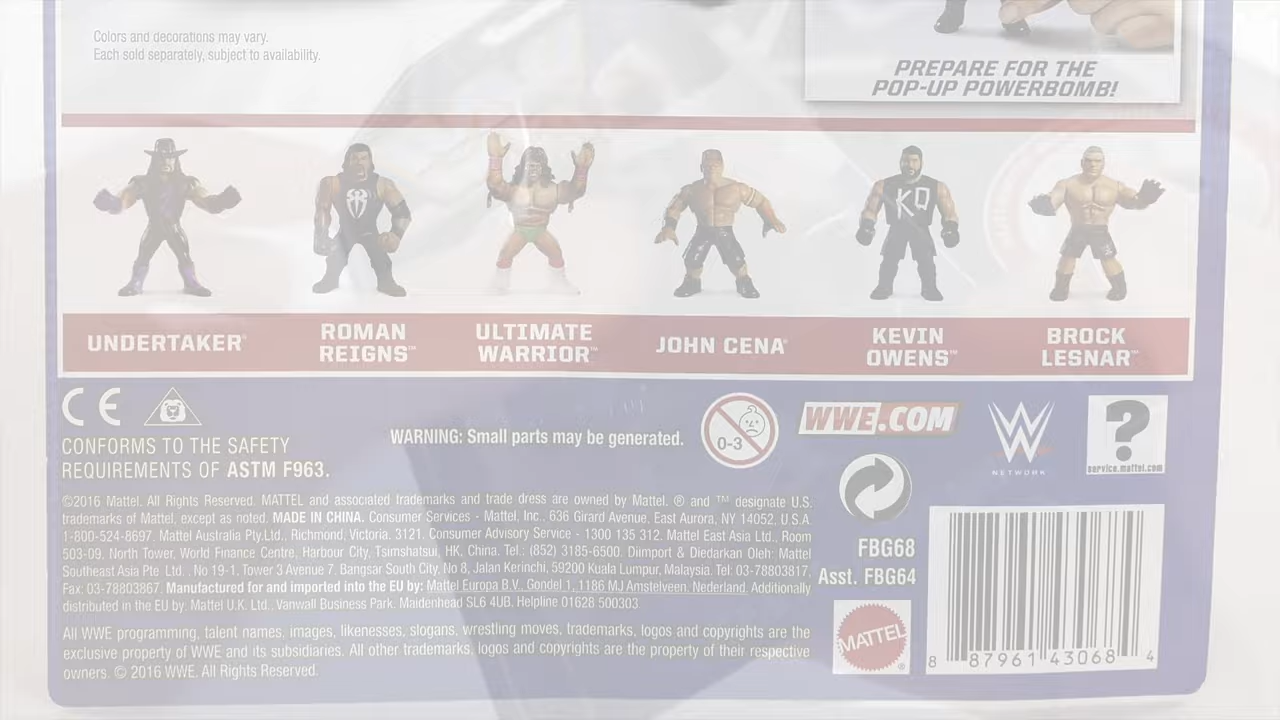 Colors and decorations may vary.
Each sold separately, subject to availability.
PREPARE FOR THE
POP-UP POWERBOMB!
KO
UNDERTAKER®
ROMAN
REIGNS™
ULTIMATE
WARRIOR™
JOHN CENA®
KEVIN
OWENS™
BROCK
LESNAR™
CE
CONFORMS TO THE SAFETY
REQUIREMENTS OF ASTM F963.
WARNING: Small parts may be generated.
0-3
WWE.COM
W
NETWORK
?
service.mattel.com
©2016 Mattel. All Rights Reserved. MATTEL and associated trademarks and trade dress are owned by Mattel. ® and ™ designate U.S.
trademarks of Mattel, except as noted. MADE IN CHINA. Consumer Services - Mattel, Inc., 636 Girard Avenue, East Aurora, NY 14052, U.S.A.
1-800-524-8697. Mattel Australia Pty.Ltd., Richmond, Victoria. 3121. Consumer Advisory Service - 1300 135 312. Mattel East Asia Ltd., Room
503-09, North Tower, World Finance Centre, Harbour City, Tsimshatsui, HK, China. Tel.: (852) 3185-6500. Diimport & Diedarkan Oleh: Mattel
Southeast Asia Pte. Ltd., No 19-1, Tower 3 Avenue 7, Bangsar South City, No 8, Jalan Kerinchi, 59200 Kuala Lumpur, Malaysia. Tel: 03-78803817,
Fax: 03-78803867. Manufactured for and imported into the EU by: Mattel Europa B.V., Gondel 1, 1186 MJ Amstelveen, Nederland. Additionally
distributed in the EU by: Mattel U.K. Ltd., Vanwall Business Park, Maidenhead SL6 4UB. Helpline 01628 500303.
All WWE programming, talent names, images, likenesses, slogans, wrestling moves, trademarks, logos and copyrights are the
exclusive property of WWE and its subsidiaries. All other trademarks, logos and copyrights are the property of their respective
owners. © 2016 WWE. All Rights Reserved.
FBG68
Asst. FBG64
MATTEL®
8 87961 43068 4